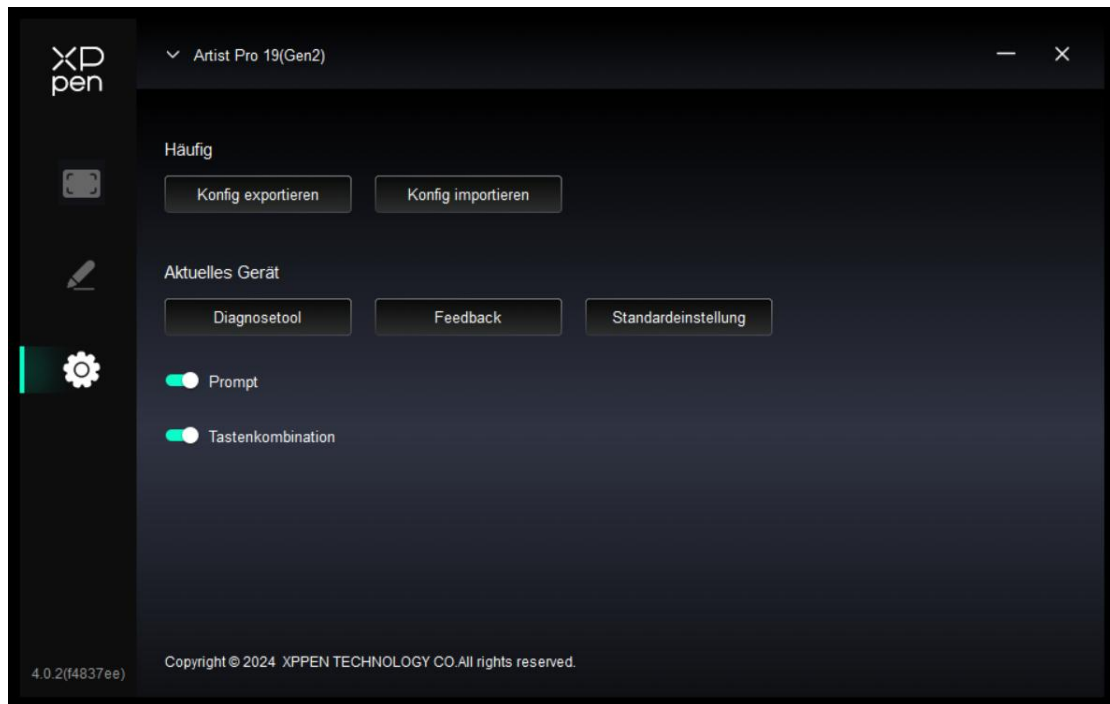 XP
pen
Artist Pro 19(Gen2)
Häufig
Konfig exportieren
Konfig importieren
Aktuelles Gerät
Diagnosetool
Feedback
Standardeinstellung
Prompt
Tastenkombination
Copyright © 2024 XPPEN TECHNOLOGY CO.All rights reserved.
4.0.2(f4837ee)